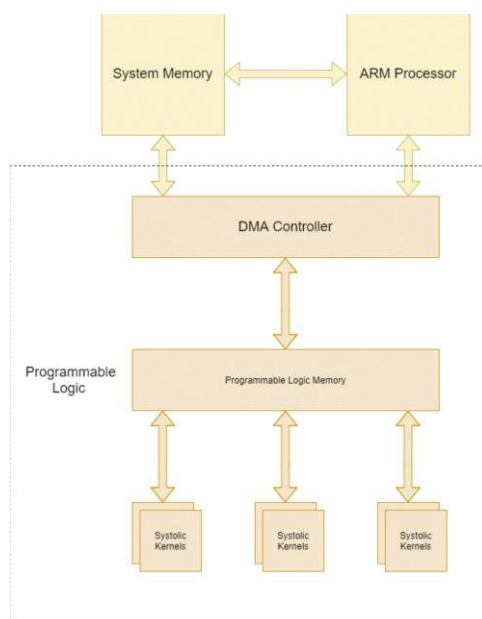 System Memory
ARM Processor
DMA Controller
Programmable
Logic
Programmable Logic Memory
Systolic
Kernels
Systolic
Kernels
Systolic
Kernels